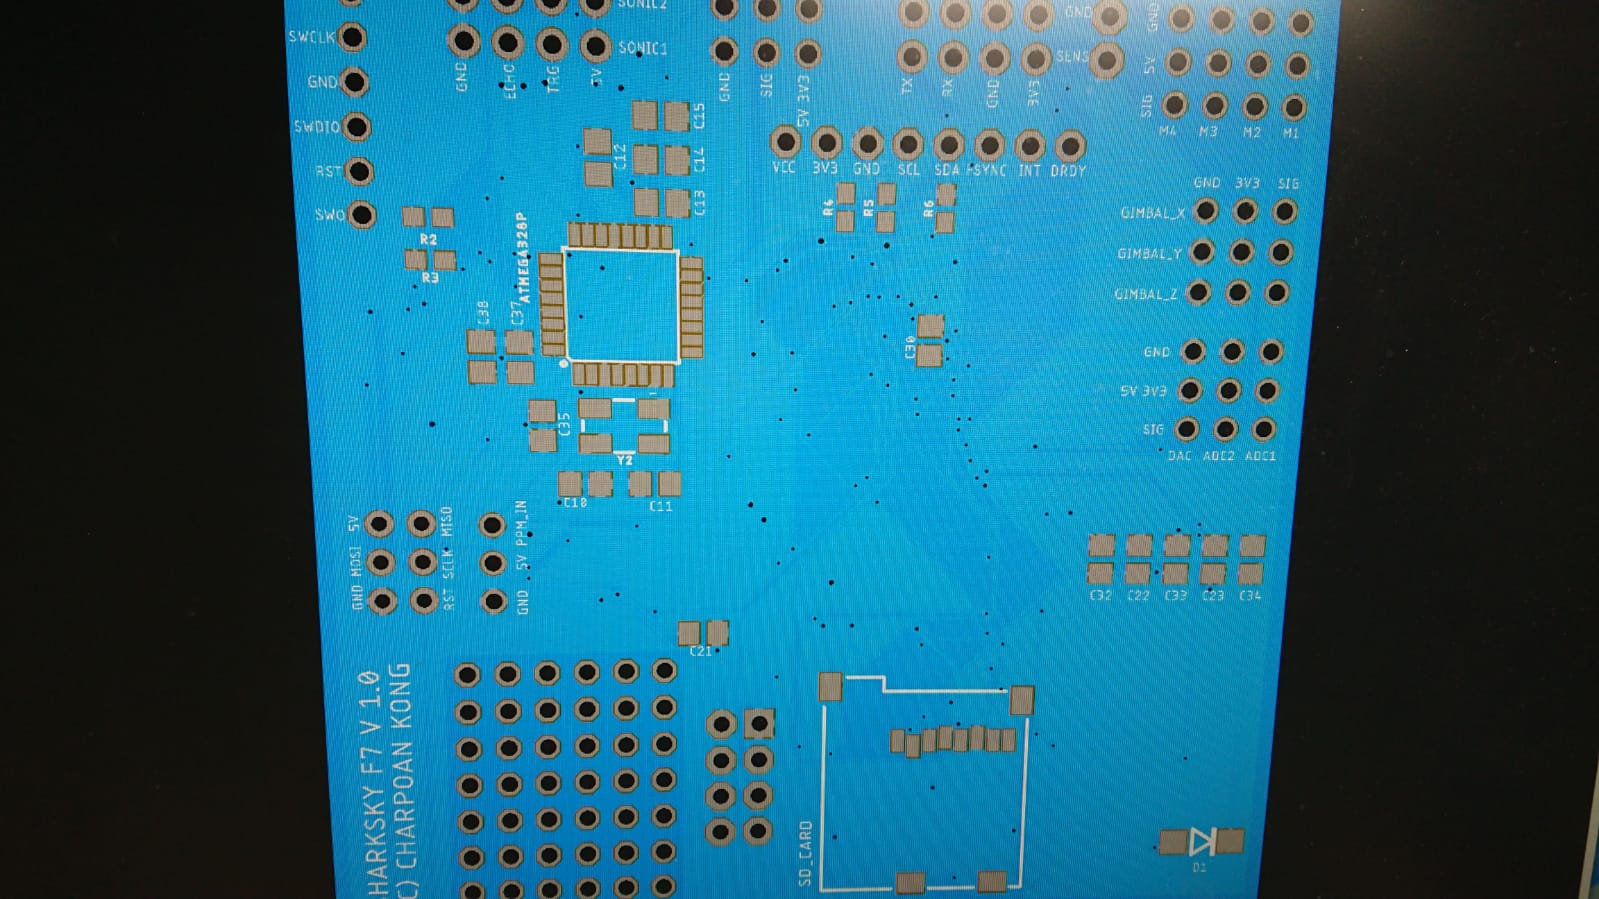 SONIC2
GND
GND
SWCLK
SONIC1
SENS
5V
GND
ECHO
TRG
5V
GND
SIG
5V 3V3
TX
RX
GND
3V3
SIG
GND
M4
M3
M2
M1
SWDIO
C15
C12
C14
C13
VCC
3V3
GND
SCL
SDA
FSYNC
INT
DRDY
RST
SWO
R2
R3
R4
R5
R6
GND
3V3
SIG
GIMBAL_X
GIMBAL_Y
GIMBAL_Z
ATMEGA328P
C38
C37
C30
GND
5V 3V3
SIG
DAC
ADC2
ADC1
C35
Y2
C10
C11
5V
MISO
PPM_IN
MOSI
SCLK
5V
GND
RST
GND
C32
C22
C33
C23
C34
C21
SHARKSKY F7 V 1.0
(C) CHARPOAN KONG
SD_CARD
D1